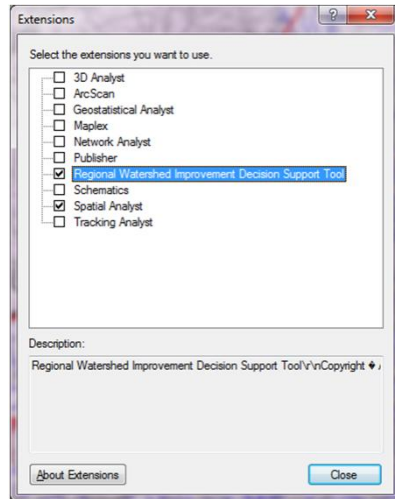 Extensions
Select the extensions you want to use.
3D Analyst
ArcScan
Geostatistical Analyst
Maplex
Network Analyst
Publisher
Regional Watershed Improvement Decision Support Tool
Schematics
Spatial Analyst
Tracking Analyst
Description:
Regional Watershed Improvement Decision Support Tool\r\nCopyright �
About Extensions
Close